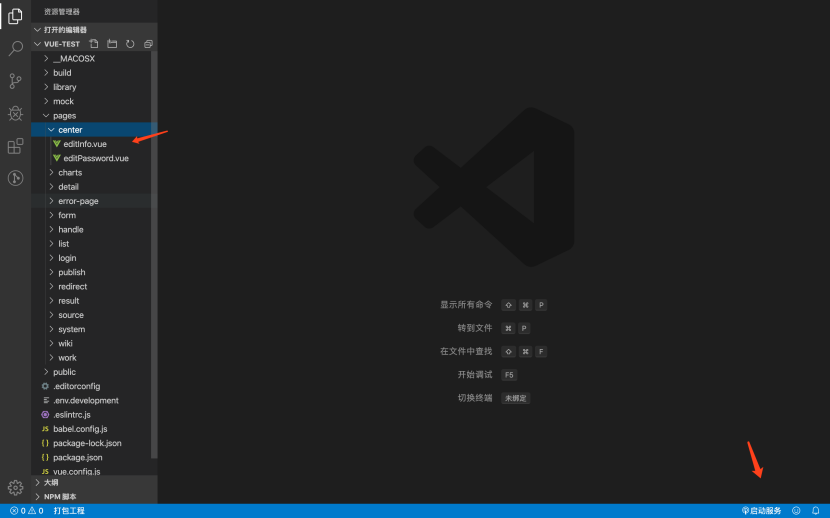 资源管理器
打开的编辑器
VUE-TEST
__MACOSX
build
library
mock
pages
center
editInfo.vue
editPassword.vue
charts
detail
error-page
form
handle
list
login
publish
redirect
result
source
system
wiki
work
public
.editorconfig
.env.development
.eslintrc.js
JS babel.config.js
{ } package-lock.json
{ } package.json
JS vue.config.js
大纲
NPM 脚本
显示所有命令 ⇧ ⌘ P
转到文件 ⌘ P
在文件中查找 ⇧ ⌘ F
开始调试 F5
切换终端 未绑定
0 0 打包工程
启动服务